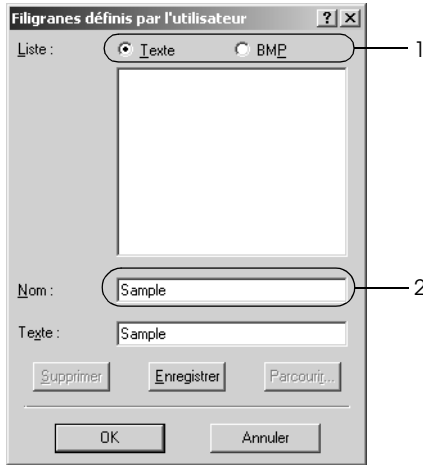 Filigranes définis par l'utilisateur
Liste : Texte BMP 1
Nom : Sample 2
Texte : Sample
Supprimer Enregistrer Parcourir...
OK Annuler